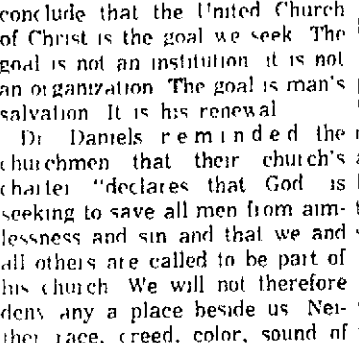 conclude that the United Church
of Christ is the goal we seek The
goal is not an institution it is not
an organization The goal is man's
salvation It is his renewal
Dr Daniels reminded the
churchmen that their church's
charter "declares that God is
seeking to save all men from aim-
lessness and sin and that we and
all others are called to be part of
his church We will not therefore
deny any a place beside us Nei-
ther race, creed, color, sound of